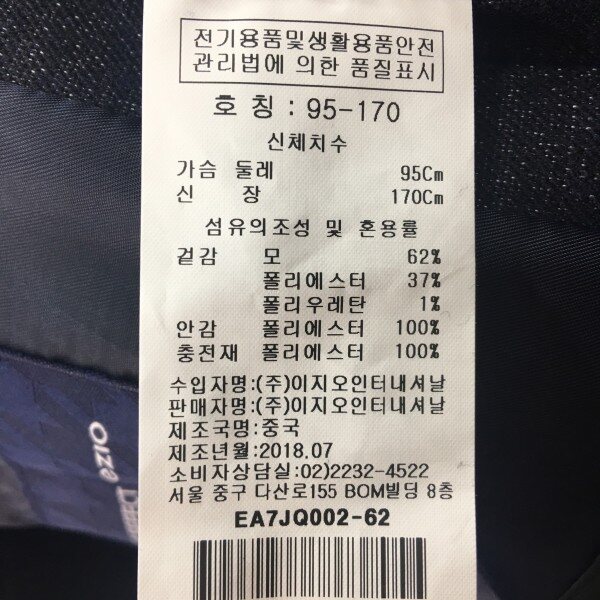 전기용품및생활용품안전
관리법에 의한 품질표시
호 칭 : 95-170
신체치수
가슴 둘레 95Cm
신 장 170Cm
섬유의조성 및 혼용률
겉감 모 62%
폴리에스터 37%
폴리우레탄 1%
안감 폴리에스터 100%
충전재 폴리에스터 100%
수입자명:(주)이지오인터내셔날
판매자명:(주)이지오인터내셔날
제조국명:중국
제조년월:2018.07
소비자상담실:02)2232-4522
서울 중구 다산로155 BOM빌딩 8층
EA7JQ002-62
ezio